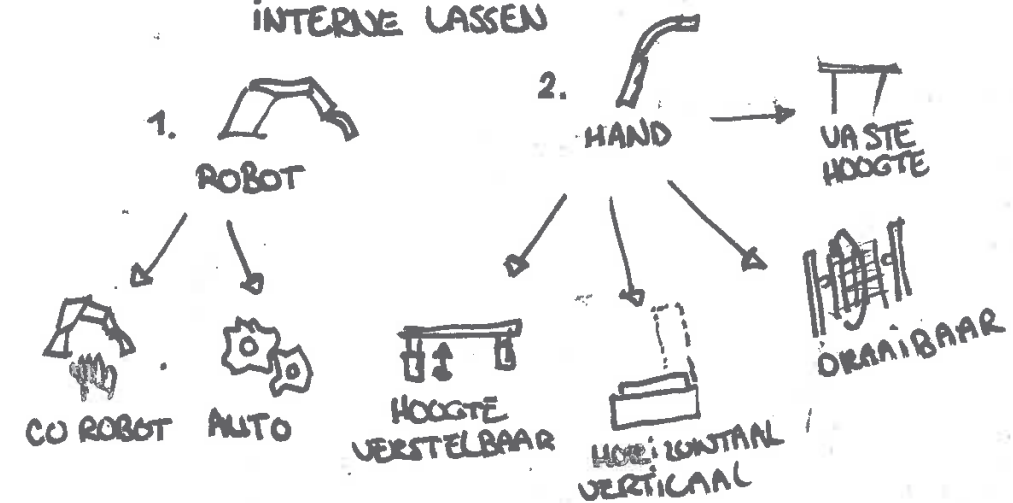 INTERNE LASSEN
1.
ROBOT
2.
HAND
VASTE
HOOGTE
CO ROBOT
AUTO
HOOGTE
VERSTELBAAR
HORIZONTAAL
VERTICAAL
DRAAIBAAR